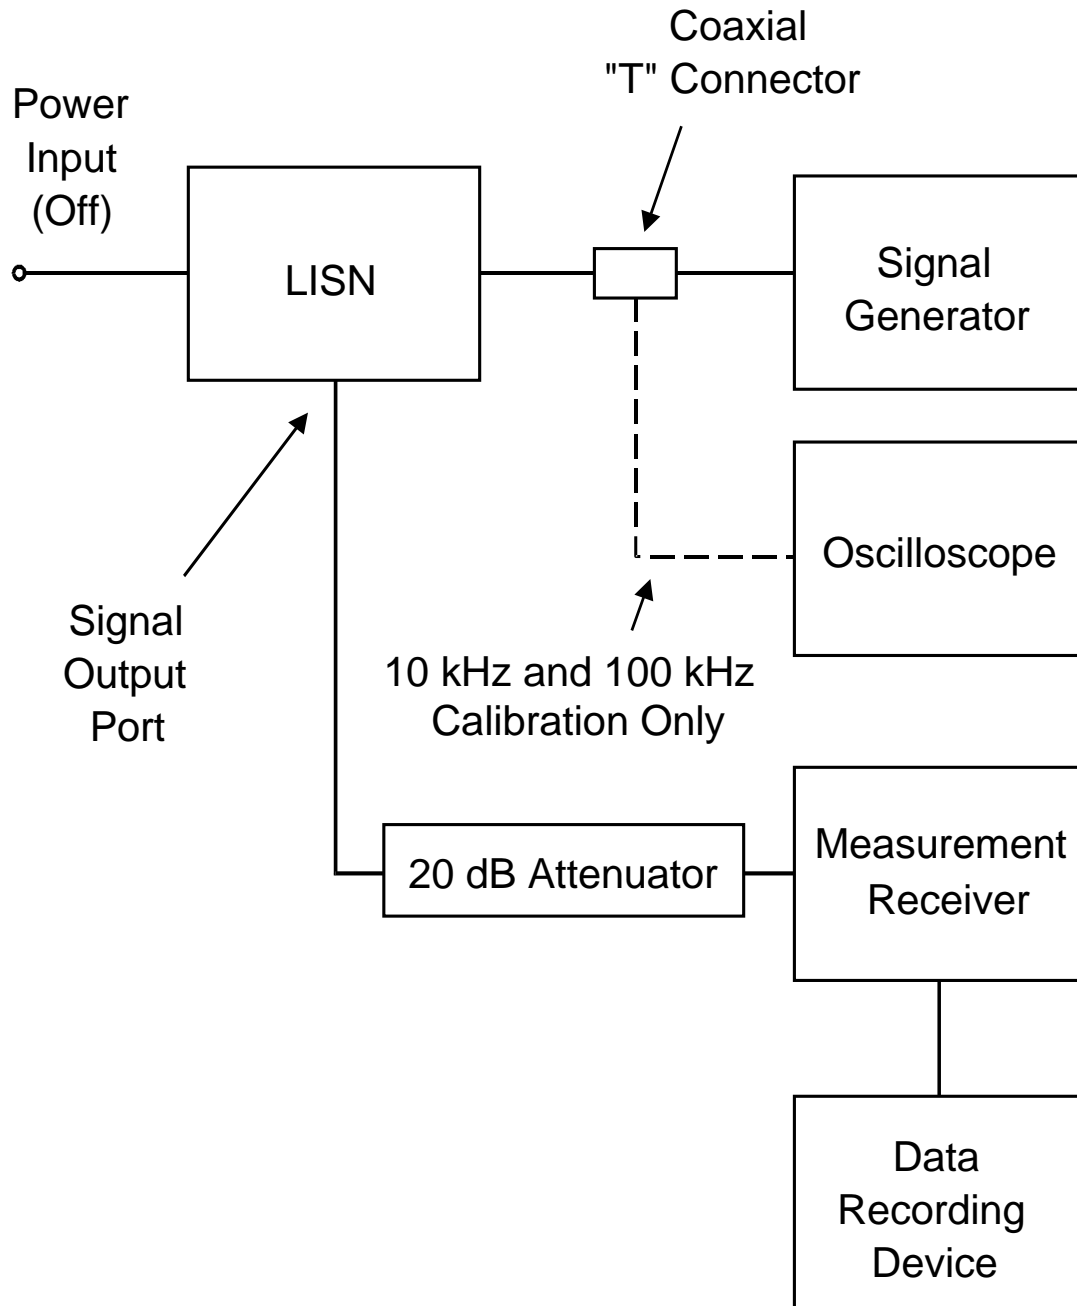 Coaxial
"T" Connector
Power
Input
(Off)
LISN
Signal
Generator
Oscilloscope
Signal
Output
Port
10 kHz and 100 kHz
Calibration Only
20 dB Attenuator
Measurement
Receiver
Data
Recording
Device